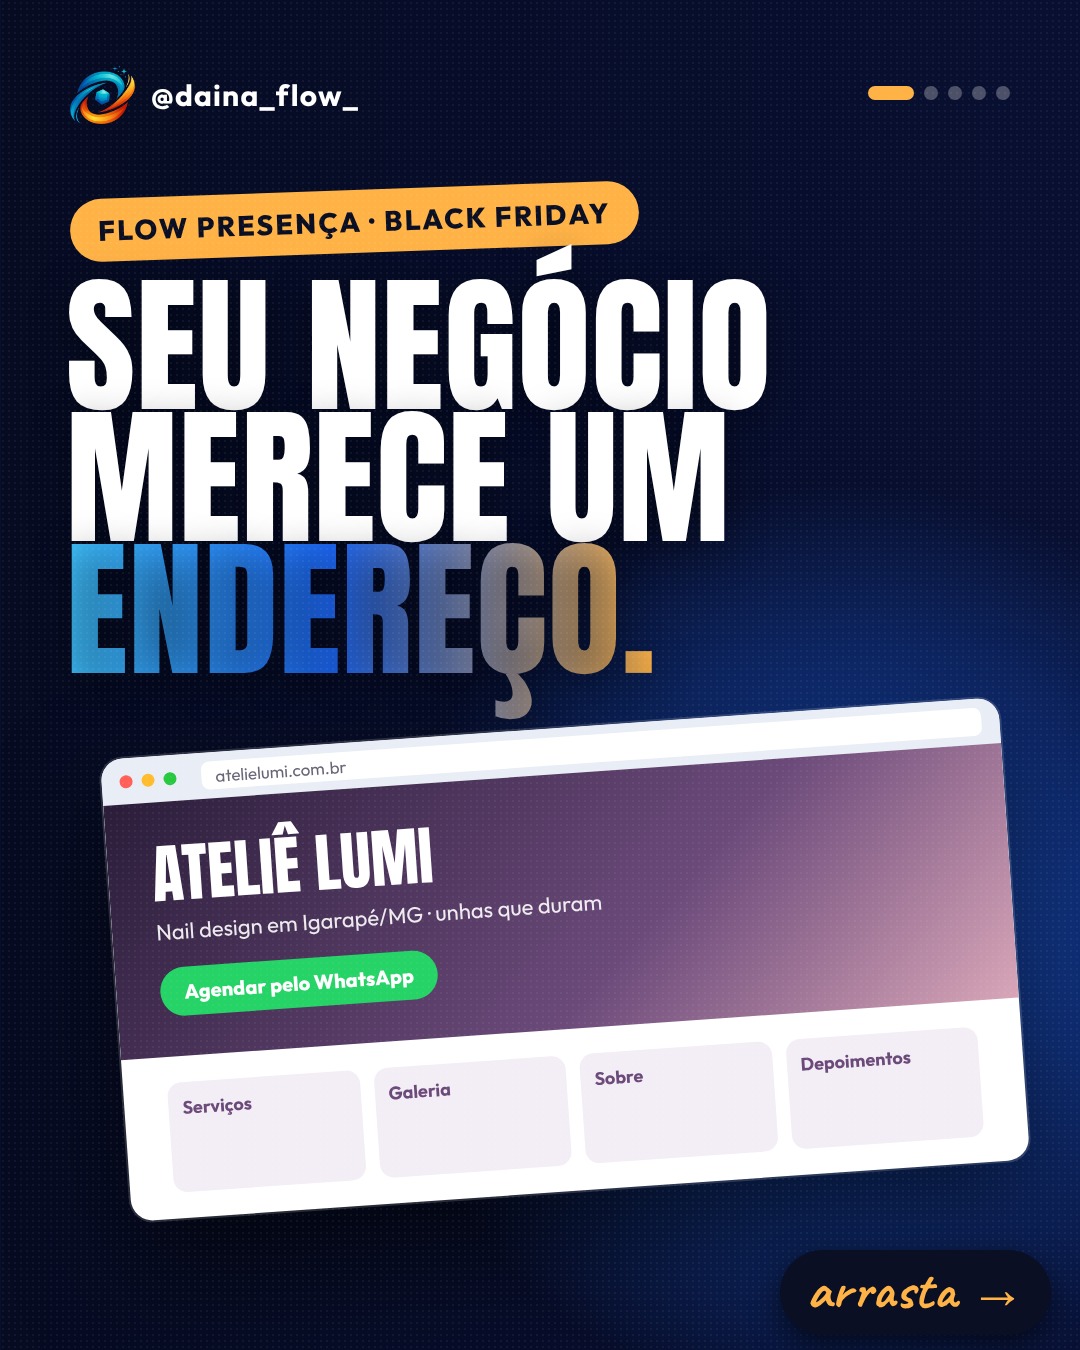 @daina_flow_
FLOW PRESENÇA · BLACK FRIDAY
SEU NEGÓCIO
MERECE UM
ENDEREÇO.
atelielumi.com.br
ATELIÊ LUMI
Nail design em Igarapé/MG · unhas que duram
Agendar pelo WhatsApp
Serviços
Galeria
Sobre
Depoimentos
arrasta →